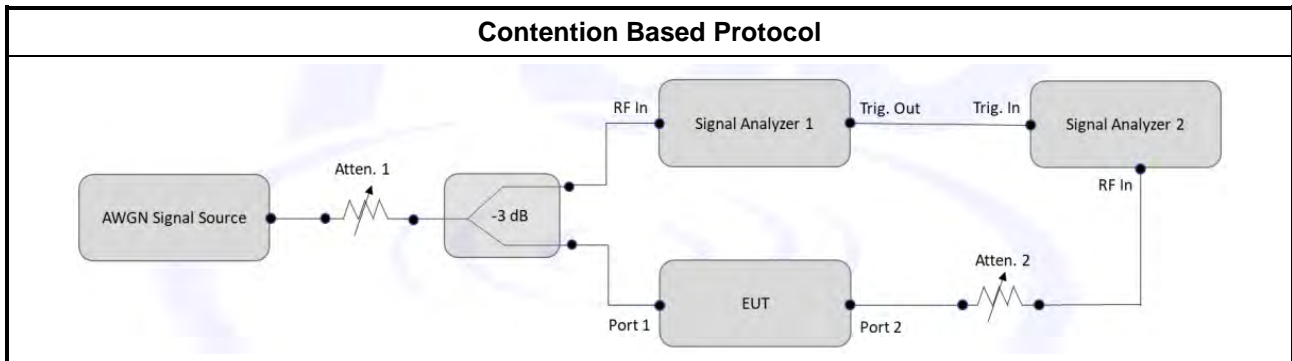 Contention Based Protocol
RF In
Signal Analyzer 1
Trig. Out
Trig. In
Signal Analyzer 2
RF In
Atten. 1
AWGN Signal Source
-3 dB
Atten. 2
EUT
Port 1
Port 2